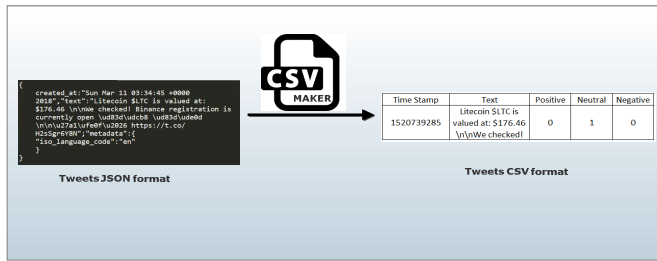 {
created_at:"Sun Mar 11 03:34:45 +0000
2018","text":"Litecoin $LTC is valued at:
$176.46 \n\nWe checked! Binance registration is
currently open \ud83d\udcb8 \ud83d\ude0d
\n\n\u27a1\ufe0f\u2026 https://t.co/
H2sSgr6Y8N";"metadata":{
"iso_language_code":"en"
}
}
Tweets JSON format
CSV
MAKER
Time Stamp Text Positive Neutral Negative
1520739285 Litecoin $LTC is valued at: $176.46 \n\nWe checked! 0 1 0
Tweets CSV format